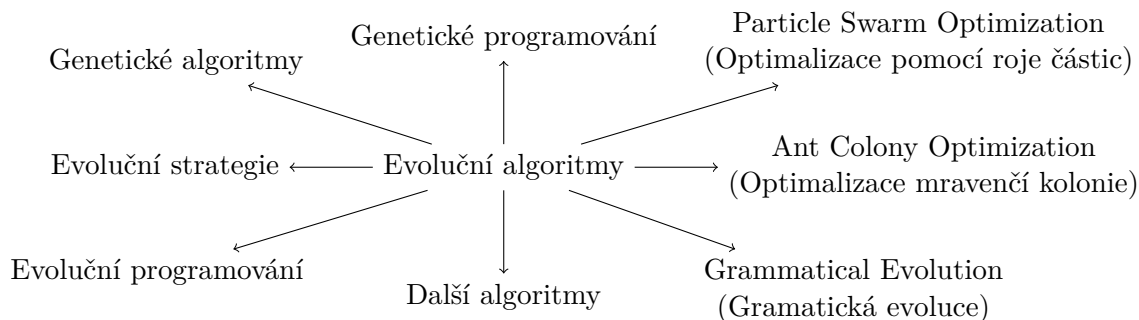 Genetické algoritmy
Genetické programování
Particle Swarm Optimization
(Optimalizace pomocí roje částic)
Evoluční strategie
Evoluční algoritmy
Ant Colony Optimization
(Optimalizace mravenčí kolonie)
Evoluční programování
Další algoritmy
Grammatical Evolution
(Gramatická evoluce)